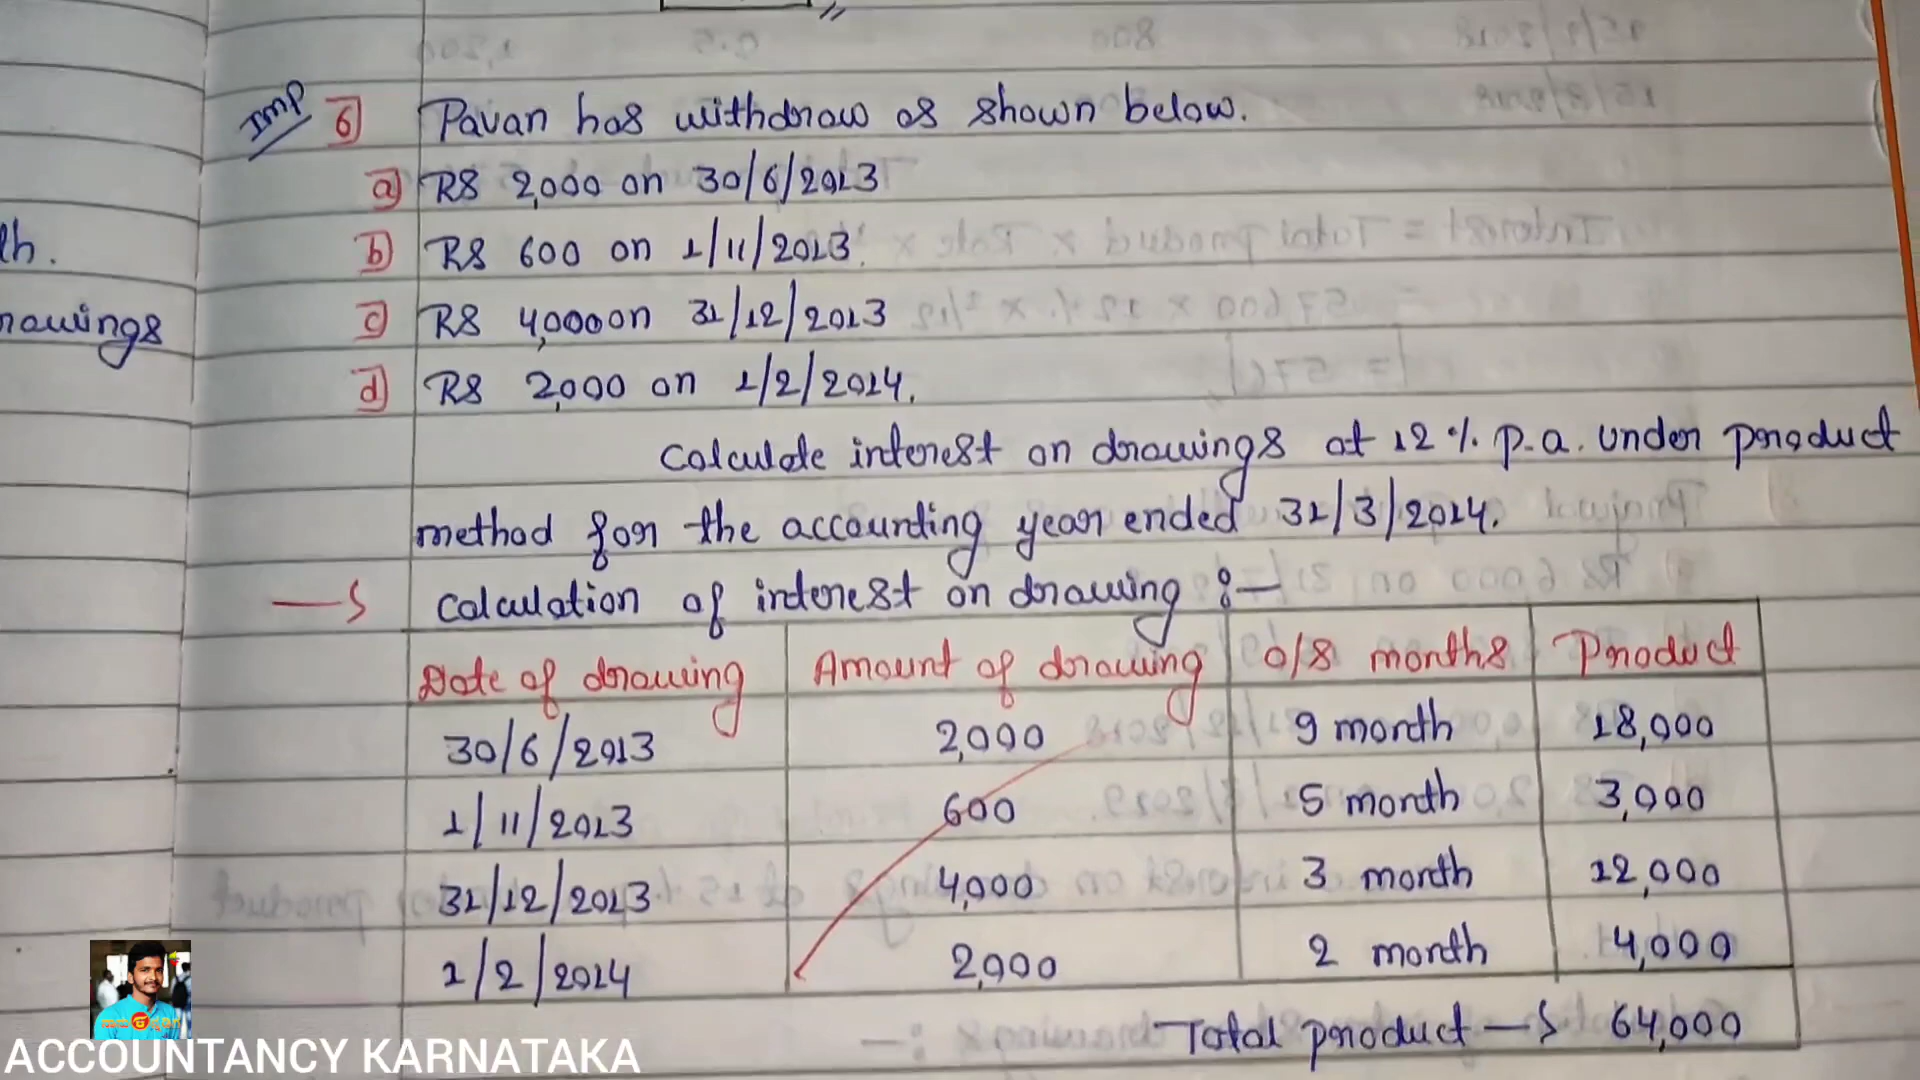 th.
rawings
IMP 6) Pavan has withdraw as shown below.
a) RS 2,000 on 30/6/2013
b) RS 600 on 1/11/2013.
c) RS 4,000 on 31/12/2013
d) RS 2,000 on 1/2/2014.
Calculate interest on drawings at 12 % p.a. under product
method for the accounting year ended 31/3/2014.
Calculation of interest on drawing :-
Date of drawing Amount of drawing O/S months Product
30/6/2013 2,000 9 month 18,000
1/11/2013 600 5 month 3,000
31/12/2013 4,000 3 month 12,000
1/2/2014 2,000 2 month 4,000
Total product → 64,000
ACCOUNTANCY KARNATAKA